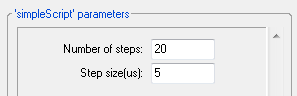 'simpleScript' parameters
Number of steps: 20
Step size(us): 5